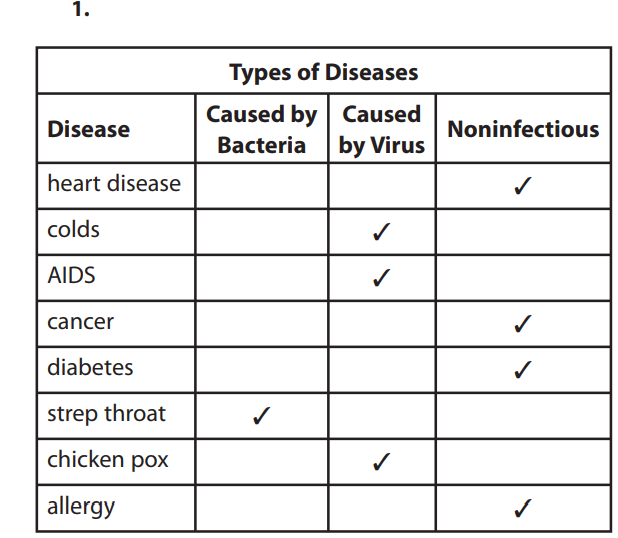 1.
Types of Diseases
Disease
Caused by
Bacteria
Caused
by Virus
Noninfectious
heart disease ✓
colds ✓
AIDS ✓
cancer ✓
diabetes ✓
strep throat ✓
chicken pox ✓
allergy ✓